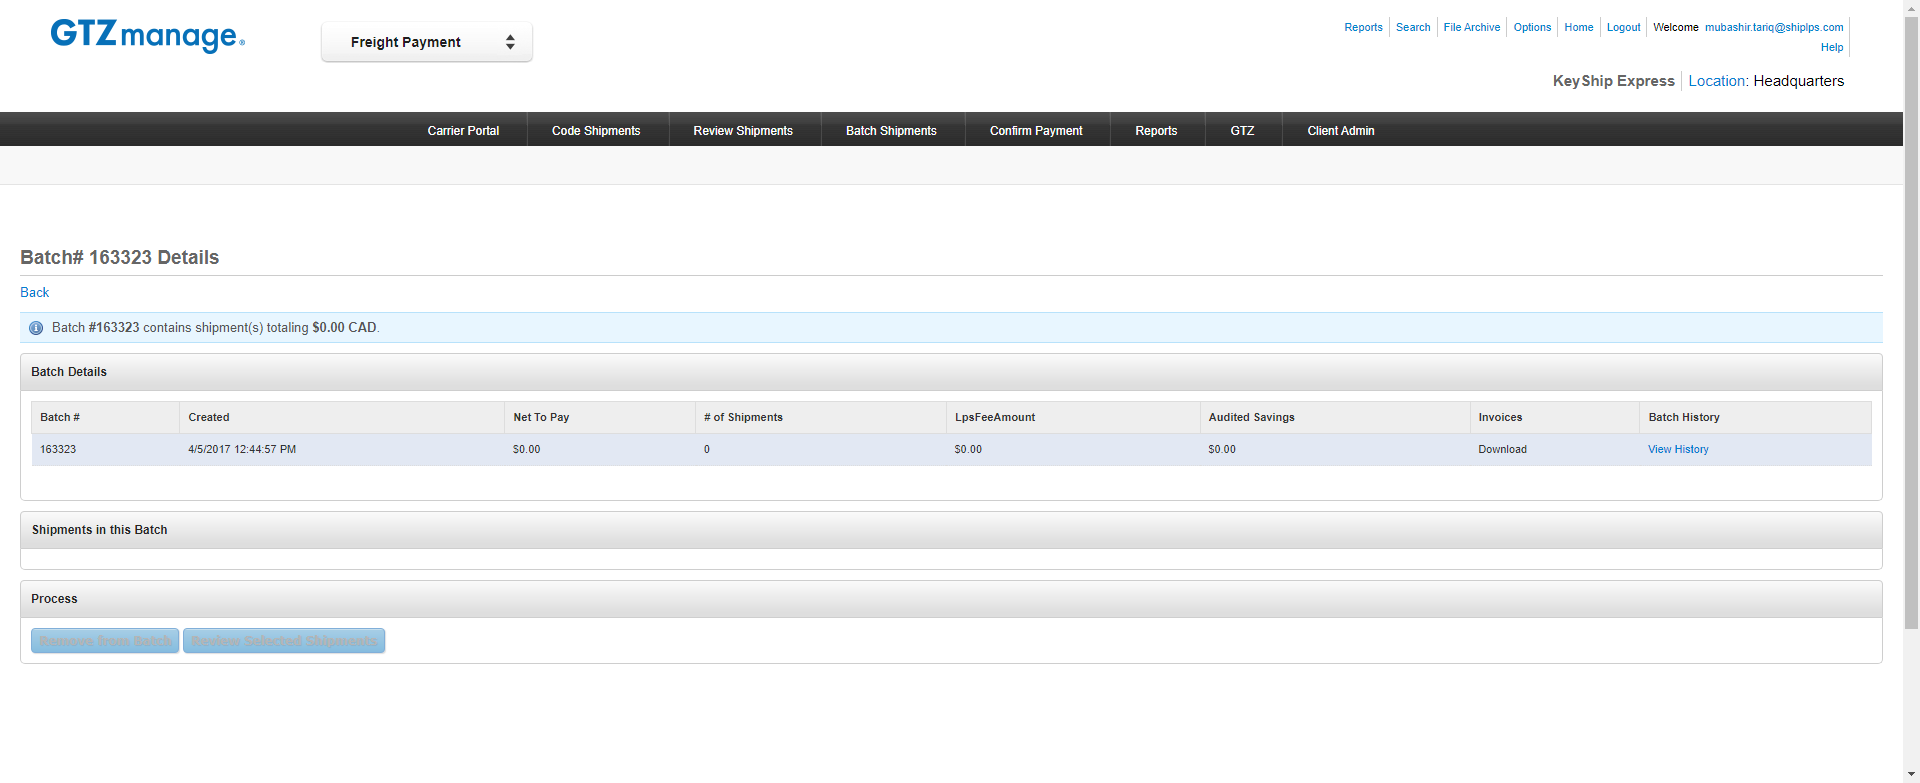 GTZmanage®
Freight Payment
Reports Search File Archive Options Home Logout Welcome mubashir.tariq@shiplps.com
Help
KeyShip Express Location: Headquarters
Carrier Portal Code Shipments Review Shipments Batch Shipments Confirm Payment Reports GTZ Client Admin
Batch# 163323 Details
Back
Batch #163323 contains shipment(s) totaling $0.00 CAD.
Batch Details
Batch # Created Net To Pay # of Shipments LpsFeeAmount Audited Savings Invoices Batch History
163323 4/5/2017 12:44:57 PM $0.00 0 $0.00 $0.00 Download View History
Shipments in this Batch
Process
Remove from Batch Review Selected Shipments